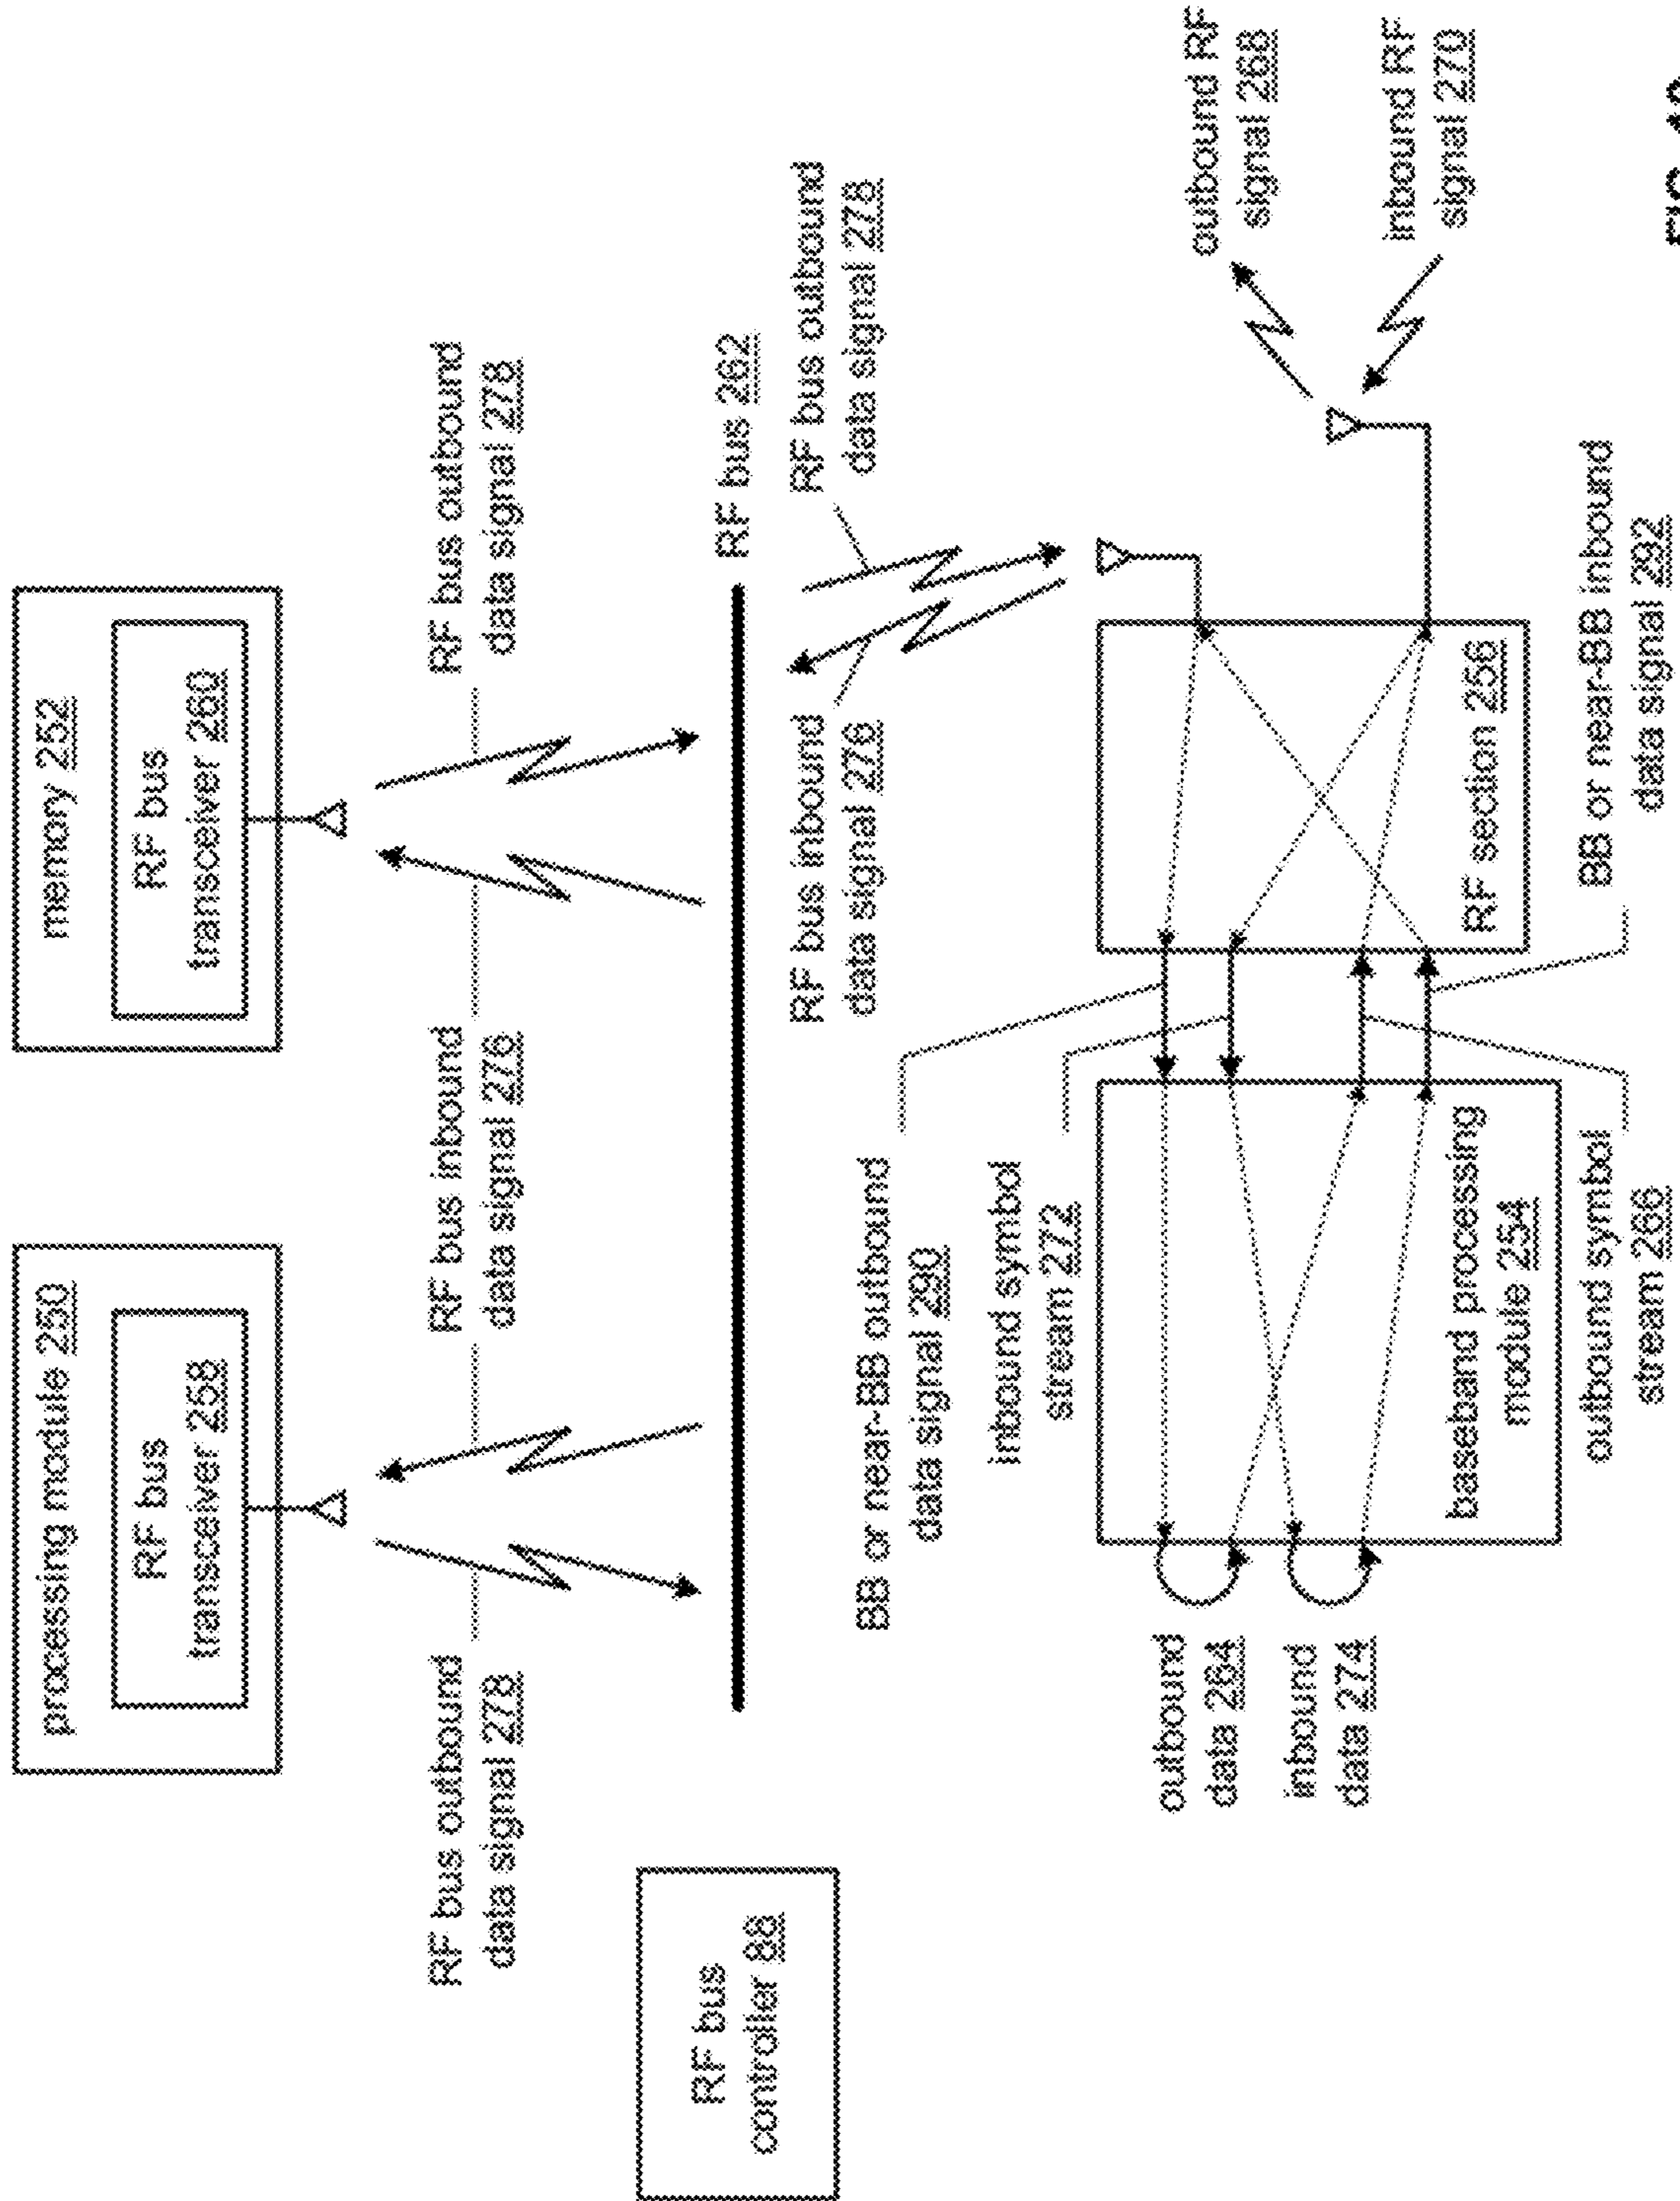 processing module 250
RF bus
transceiver 258
memory 252
RF bus
transceiver 260
RF bus outbound
data signal 278
RF bus inbound
data signal 276
RF bus outbound
data signal 278
RF bus
controller 88
RF bus 262
RF bus inbound
data signal 276
RF bus outbound
data signal 278
BB or near-BB outbound
data signal 290
inbound symbol
stream 272
outbound
data 264
inbound
data 274
baseband processing
module 254
RF section 256
outbound RF
signal 268
inbound RF
signal 270
outbound symbol
stream 266
BB or near-BB inbound
data signal 292